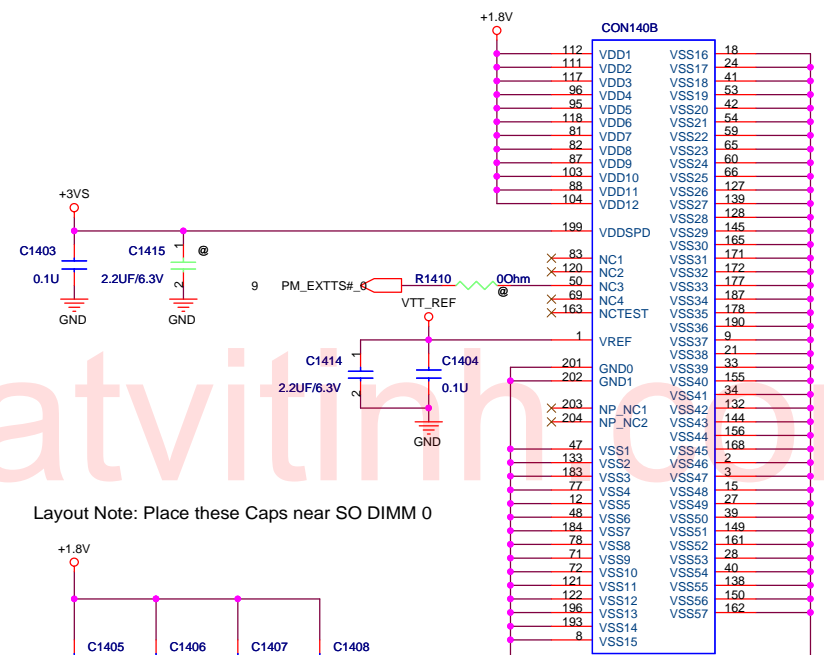 +1.8V
CON140B
112 VDD1 VSS16 18
111 VDD2 VSS17 24
117 VDD3 VSS18 41
96 VDD4 VSS19 53
95 VDD5 VSS20 42
118 VDD6 VSS21 54
81 VDD7 VSS22 59
82 VDD8 VSS23 65
87 VDD9 VSS24 60
103 VDD10 VSS25 66
88 VDD11 VSS26 127
104 VDD12 VSS27 139
VSS28 128
+3VS
199 VDDSPD VSS29 145
VSS30 165
C1403 C1415 1 @
83 NC1 VSS31 171
120 NC2 VSS32 172
0.1U 2.2UF/6.3V 2
9 PM_EXTTS#_ R1410 0Ohm @
50 NC3 VSS33 177
69 NC4 VSS34 187
163 NCTEST VSS35 178
GND GND
VTT_REF
VSS36 190
1 VREF VSS37 9
VSS38 21
C1414 1 C1404
201 GND0 VSS39 33
202 GND1 VSS40 155
2.2UF/6.3V 2 0.1U
VSS41 34
203 NP_NC1 VSS42 132
204 NP_NC2 VSS43 144
GND
VSS44 156
47 VSS1 VSS45 168
133 VSS2 VSS46 2
183 VSS3 VSS47 3
77 VSS4 VSS48 15
12 VSS5 VSS49 27
48 VSS6 VSS50 39
184 VSS7 VSS51 149
78 VSS8 VSS52 161
71 VSS9 VSS53 28
72 VSS10 VSS54 40
121 VSS11 VSS55 138
122 VSS12 VSS56 150
196 VSS13 VSS57 162
193 VSS14
8 VSS15
atvitinh.co
Layout Note: Place these Caps near SO DIMM 0
+1.8V
C1405 C1406 C1407 C1408